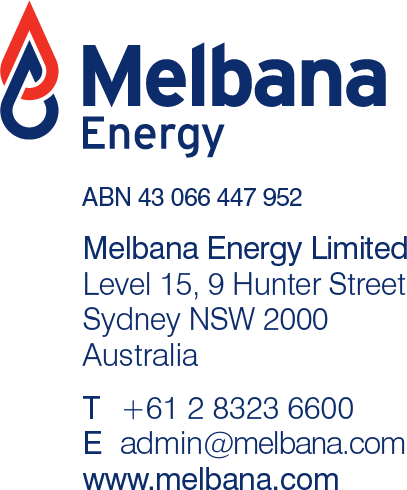 Melbana
Energy
ABN 43 066 447 952
Melbana Energy Limited
Level 15, 9 Hunter Street
Sydney NSW 2000
Australia
T +61 2 8323 6600
E admin@melbana.com
www.melbana.com